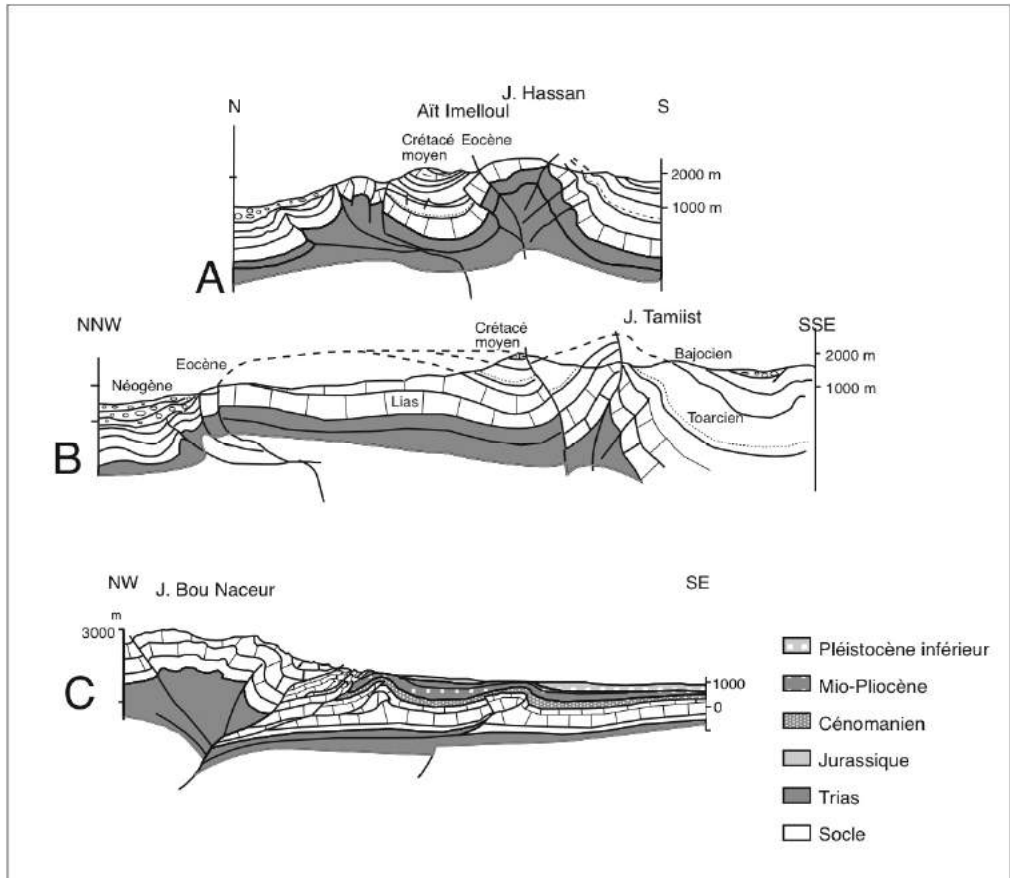 J. Hassan
N
Aït Imelloul
S
Crétacé Eocène
moyen
2000 m
1000 m
A
NNW
J. Tamiist
SSE
Crétacé
moyen
Eocène
Bajocien
2000 m
Néogène
1000 m
Lias
Toarcien
B
NW
J. Bou Naceur
SE
m
3000
C
1000
0
Pléistocène inférieur
Mio-Pliocène
Cénomanien
Jurassique
Trias
Socle